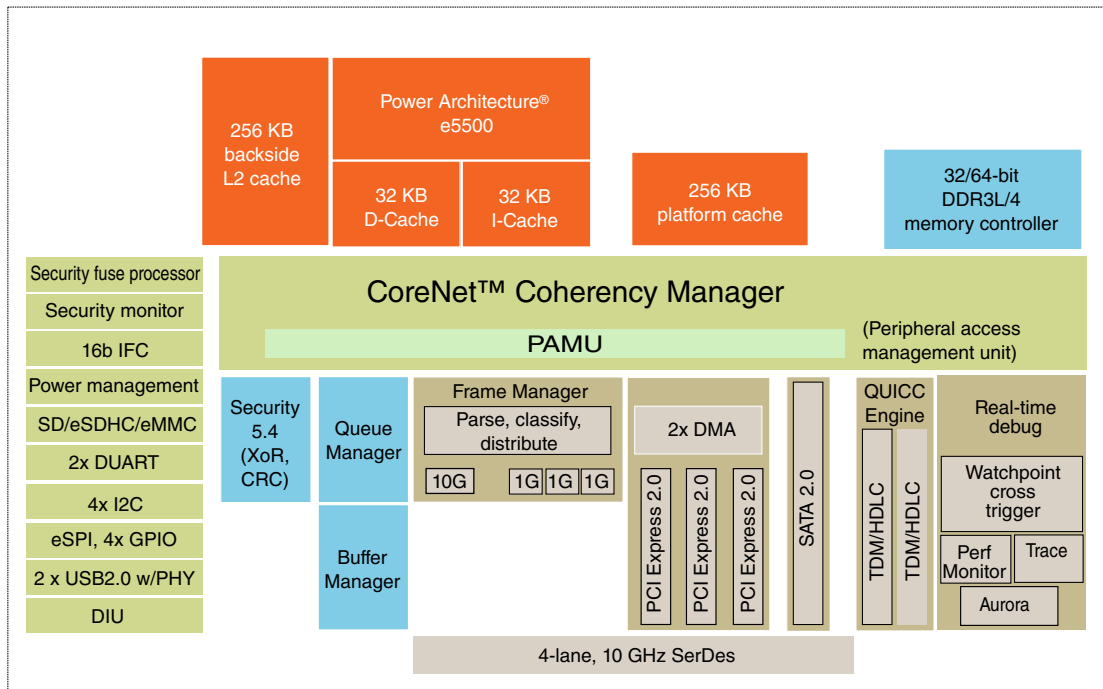 256 KB
backside
L2 cache
Power Architecture®
e5500
32 KB
D-Cache
32 KB
I-Cache
256 KB
platform cache
32/64-bit
DDR3L/4
memory controller
Security fuse processor
Security monitor
16b IFC
Power management
SD/eSDHC/eMMC
2x DUART
4x I2C
eSPI, 4x GPIO
2 x USB2.0 w/PHY
DIU
CoreNet™ Coherency Manager
PAMU
(Peripheral access
management unit)
Security
5.4
(XoR,
CRC)
Queue
Manager
Buffer
Manager
Frame Manager
Parse, classify,
distribute
10G
1G
1G
1G
2x DMA
PCI Express 2.0
PCI Express 2.0
PCI Express 2.0
SATA 2.0
QUICC
Engine
TDM/HDLC
TDM/HDLC
Real-time
debug
Watchpoint
cross
trigger
Perf
Monitor
Trace
Aurora
4-lane, 10 GHz SerDes